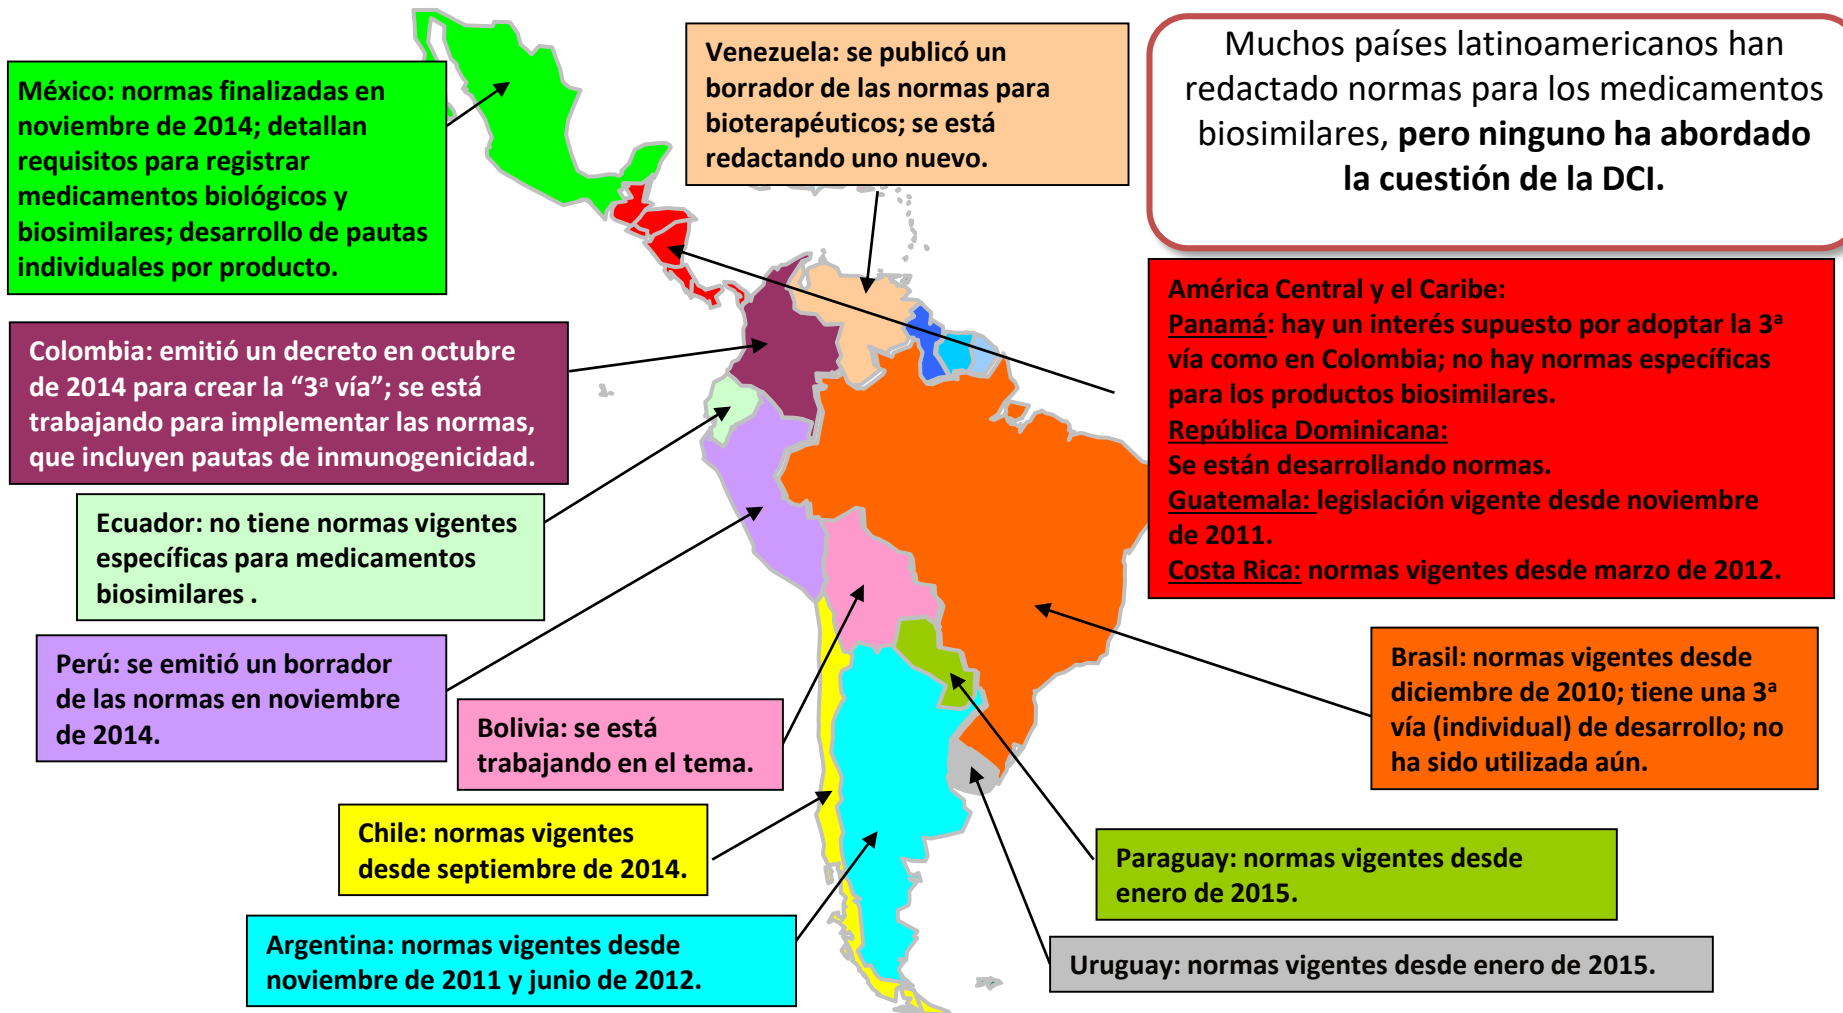 Muchos países latinoamericanos han
redactado normas para los medicamentos
biosimilares, pero ninguno ha abordado
la cuestión de la DCI.
México: normas finalizadas en
noviembre de 2014; detallan
requisitos para registrar
medicamentos biológicos y
biosimilares; desarrollo de pautas
individuales por producto.
Venezuela: se publicó un
borrador de las normas para
bioterapéuticos; se está
redactando uno nuevo.
América Central y el Caribe:
Panamá: hay un interés supuesto por adoptar la 3ª
vía como en Colombia; no hay normas específicas
para los productos biosimilares.
República Dominicana:
Se están desarrollando normas.
Guatemala: legislación vigente desde noviembre
de 2011.
Costa Rica: normas vigentes desde marzo de 2012.
Colombia: emitió un decreto en octubre
de 2014 para crear la “3ª vía”; se está
trabajando para implementar las normas,
que incluyen pautas de inmunogenicidad.
Ecuador: no tiene normas vigentes
específicas para medicamentos
biosimilares .
Perú: se emitió un borrador
de las normas en noviembre
de 2014.
Bolivia: se está
trabajando en el tema.
Brasil: normas vigentes desde
diciembre de 2010; tiene una 3ª
vía (individual) de desarrollo; no
ha sido utilizada aún.
Chile: normas vigentes
desde septiembre de 2014.
Paraguay: normas vigentes desde
enero de 2015.
Argentina: normas vigentes desde
noviembre de 2011 y junio de 2012.
Uruguay: normas vigentes desde enero de 2015.